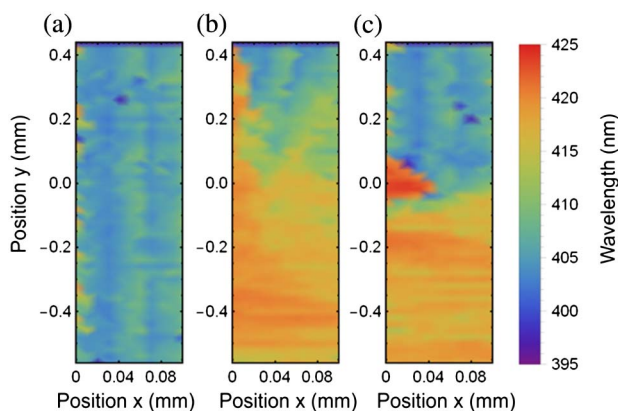 (a) (b) (c)
0.4 0.4 0.4 425
0.2 0.2 0.2 420
0.0 0.0 0.0 415
−0.2 −0.2 −0.2 410
−0.4 −0.4 −0.4 405
400
395
Position y (mm)
Wavelength (nm)
0 0.04 0.08 0 0.04 0.08 0 0.04 0.08
Position x (mm) Position x (mm) Position x (mm)